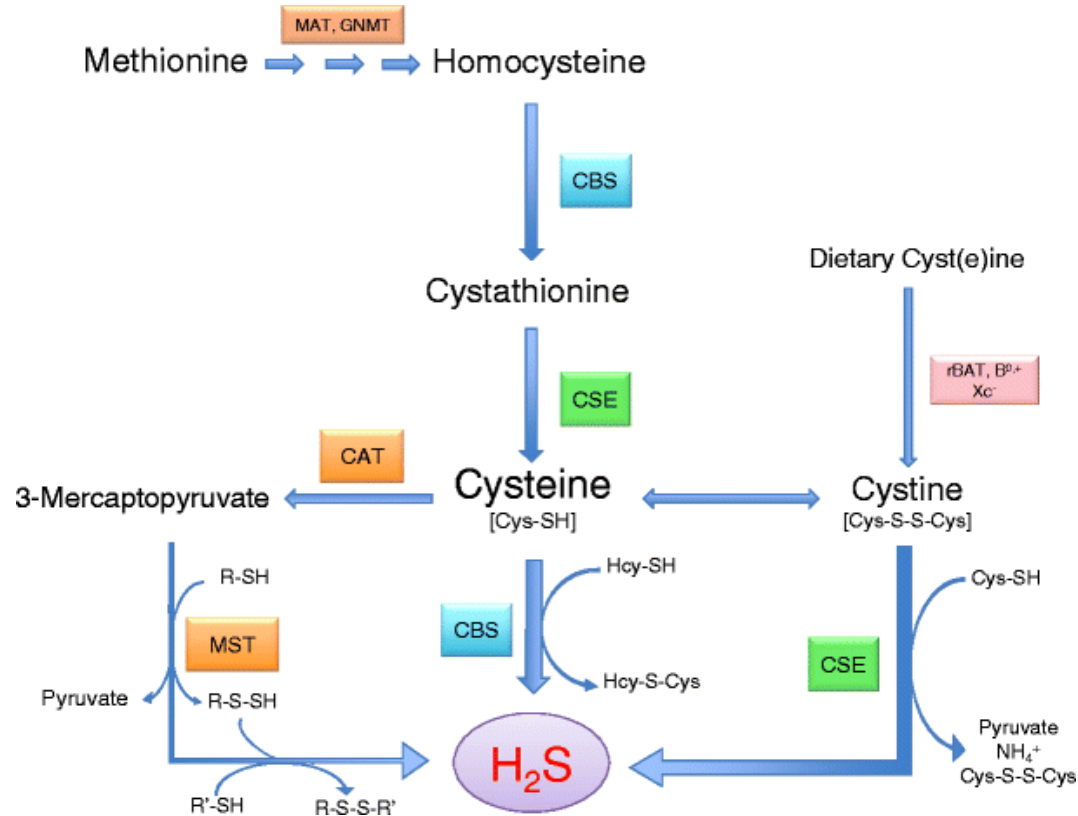 MAT, GNMT
Methionine
Homocysteine
CBS
Dietary Cyst(e)ine
Cystathionine
rBAT, B⁰,⁺
Xc⁻
CSE
CAT
3-Mercaptopyruvate
Cysteine
[Cys-SH]
Cystine
[Cys-S-S-Cys]
R-SH
Hcy-SH
Cys-SH
MST
CBS
CSE
Pyruvate
R-S-SH
Hcy-S-Cys
H₂S
Pyruvate
NH₄⁺
Cys-S-S-Cys
R'-SH
R-S-S-R'